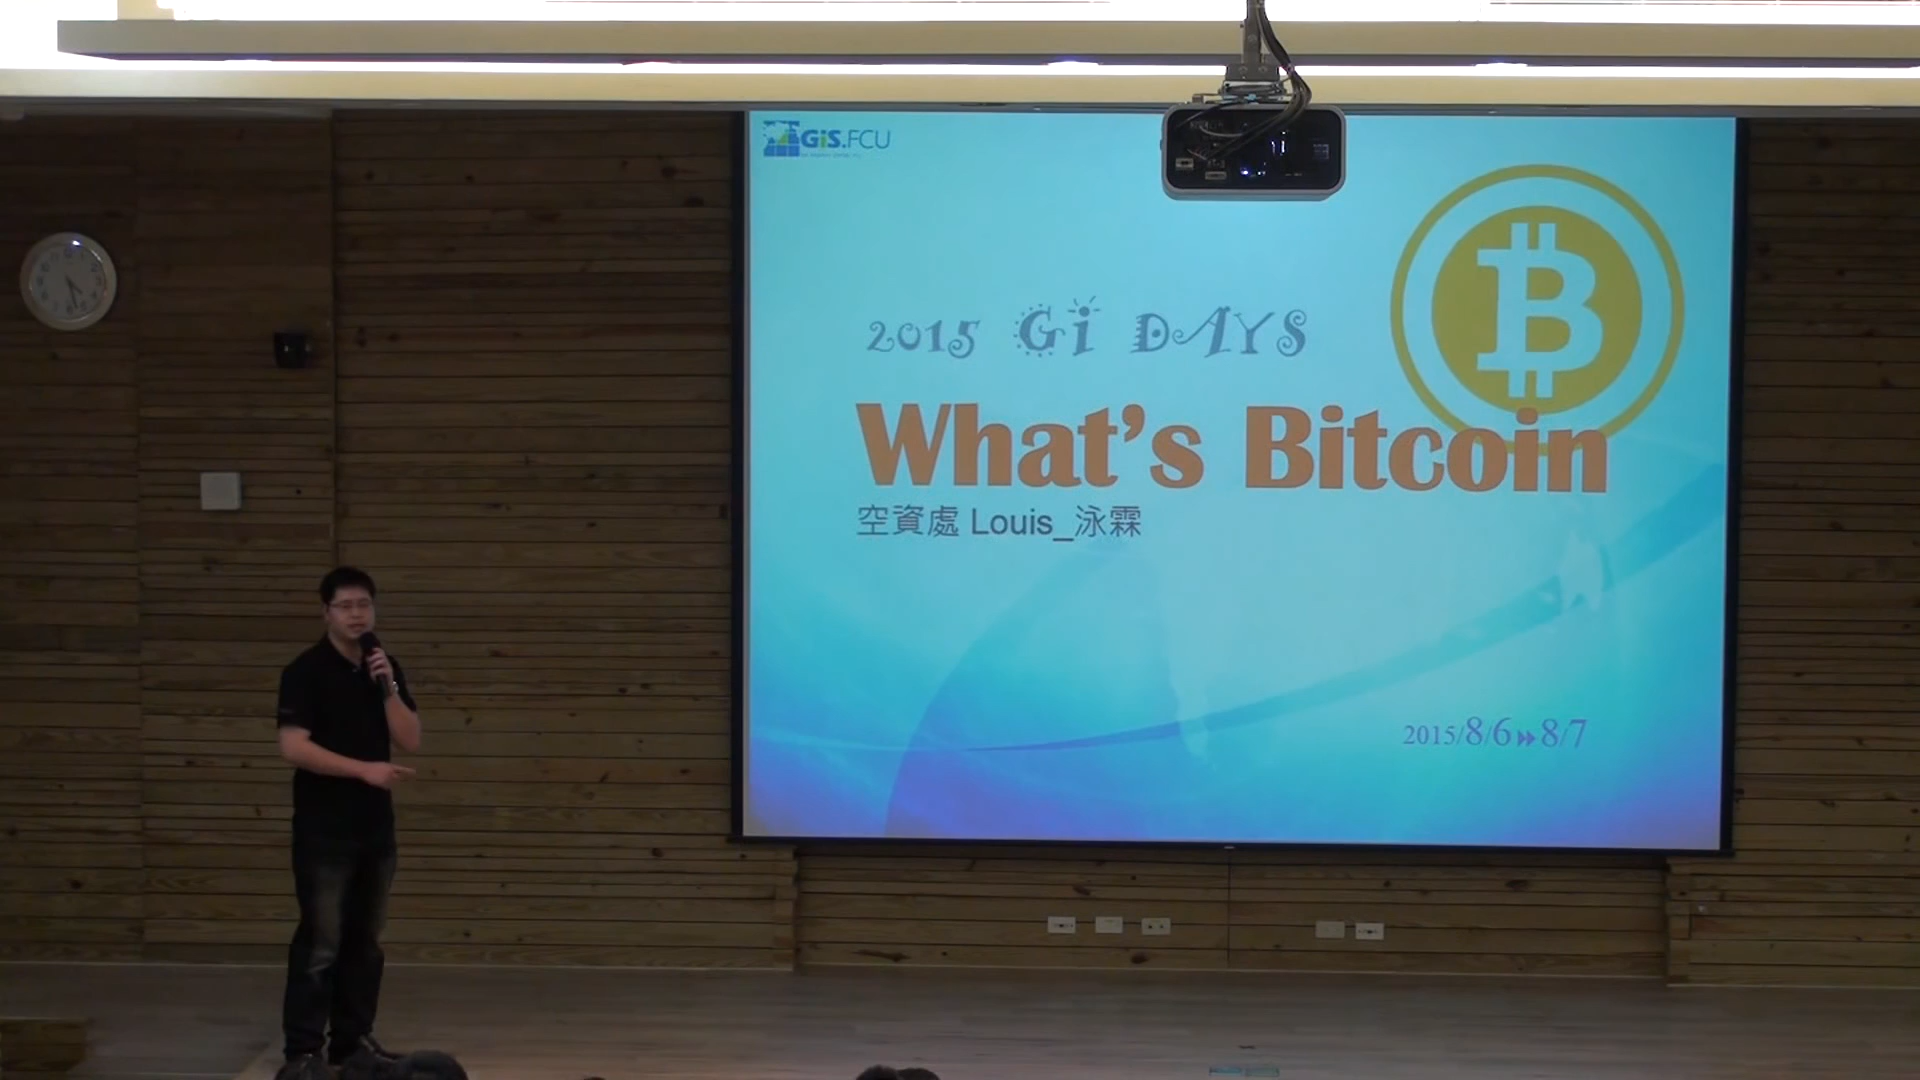 GIS.FCU
2015 GI DAYS
What's Bitcoin
空資處 Louis_泳霖
2015/8/6 8/7